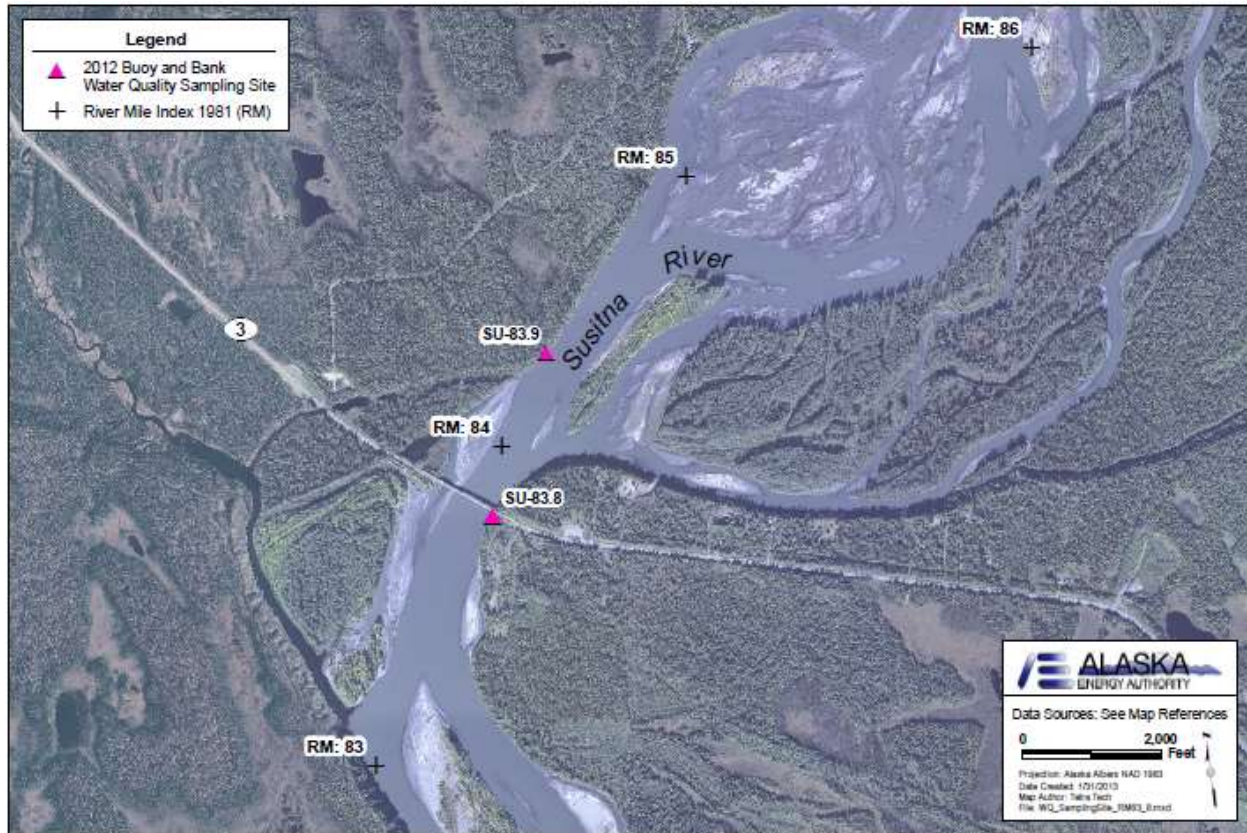 Legend
2012 Buoy and Bank
Water Quality Sampling Site
River Mile Index 1981 (RM)
RM: 86
RM: 85
Susitna River
3
SU-83.9
RM: 84
SU-83.8
RM: 83
ALASKA
ENERGY AUTHORITY
Data Sources: See Map References
0 2,000
Feet
Projection: Alaska Albers NAD 1983
Date Created: 1/31/2013
Map Author: Tetra Tech